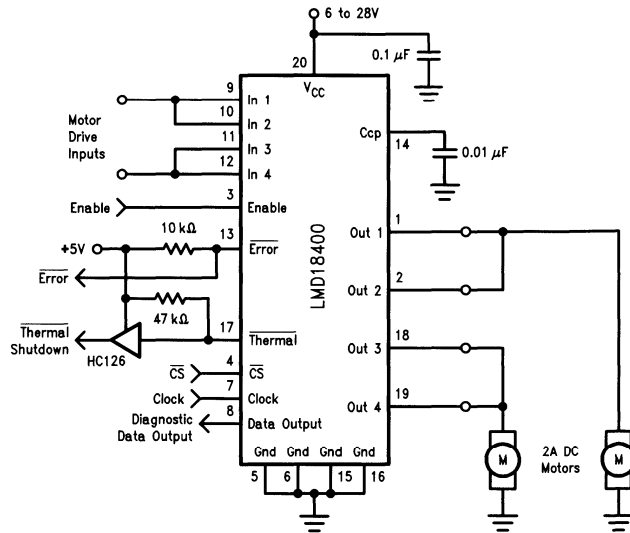 6 to 28V
20
0.1 μF
V_CC
9
In 1
10
In 2
Motor
Drive
Inputs
11
In 3
12
In 4
Ccp
14
0.01 μF
3
Enable
Enable
10 kΩ
+5V
13
Error
Error
47 kΩ
17
Thermal
Thermal
Shutdown
HC126
4
CS
CS
7
Clock
Clock
8
Data Output
Diagnostic
Data Output
LMD18400
1
Out 1
2
Out 2
18
Out 3
19
Out 4
Gnd Gnd Gnd Gnd
5 6 15 16
M
2A DC
Motors
M